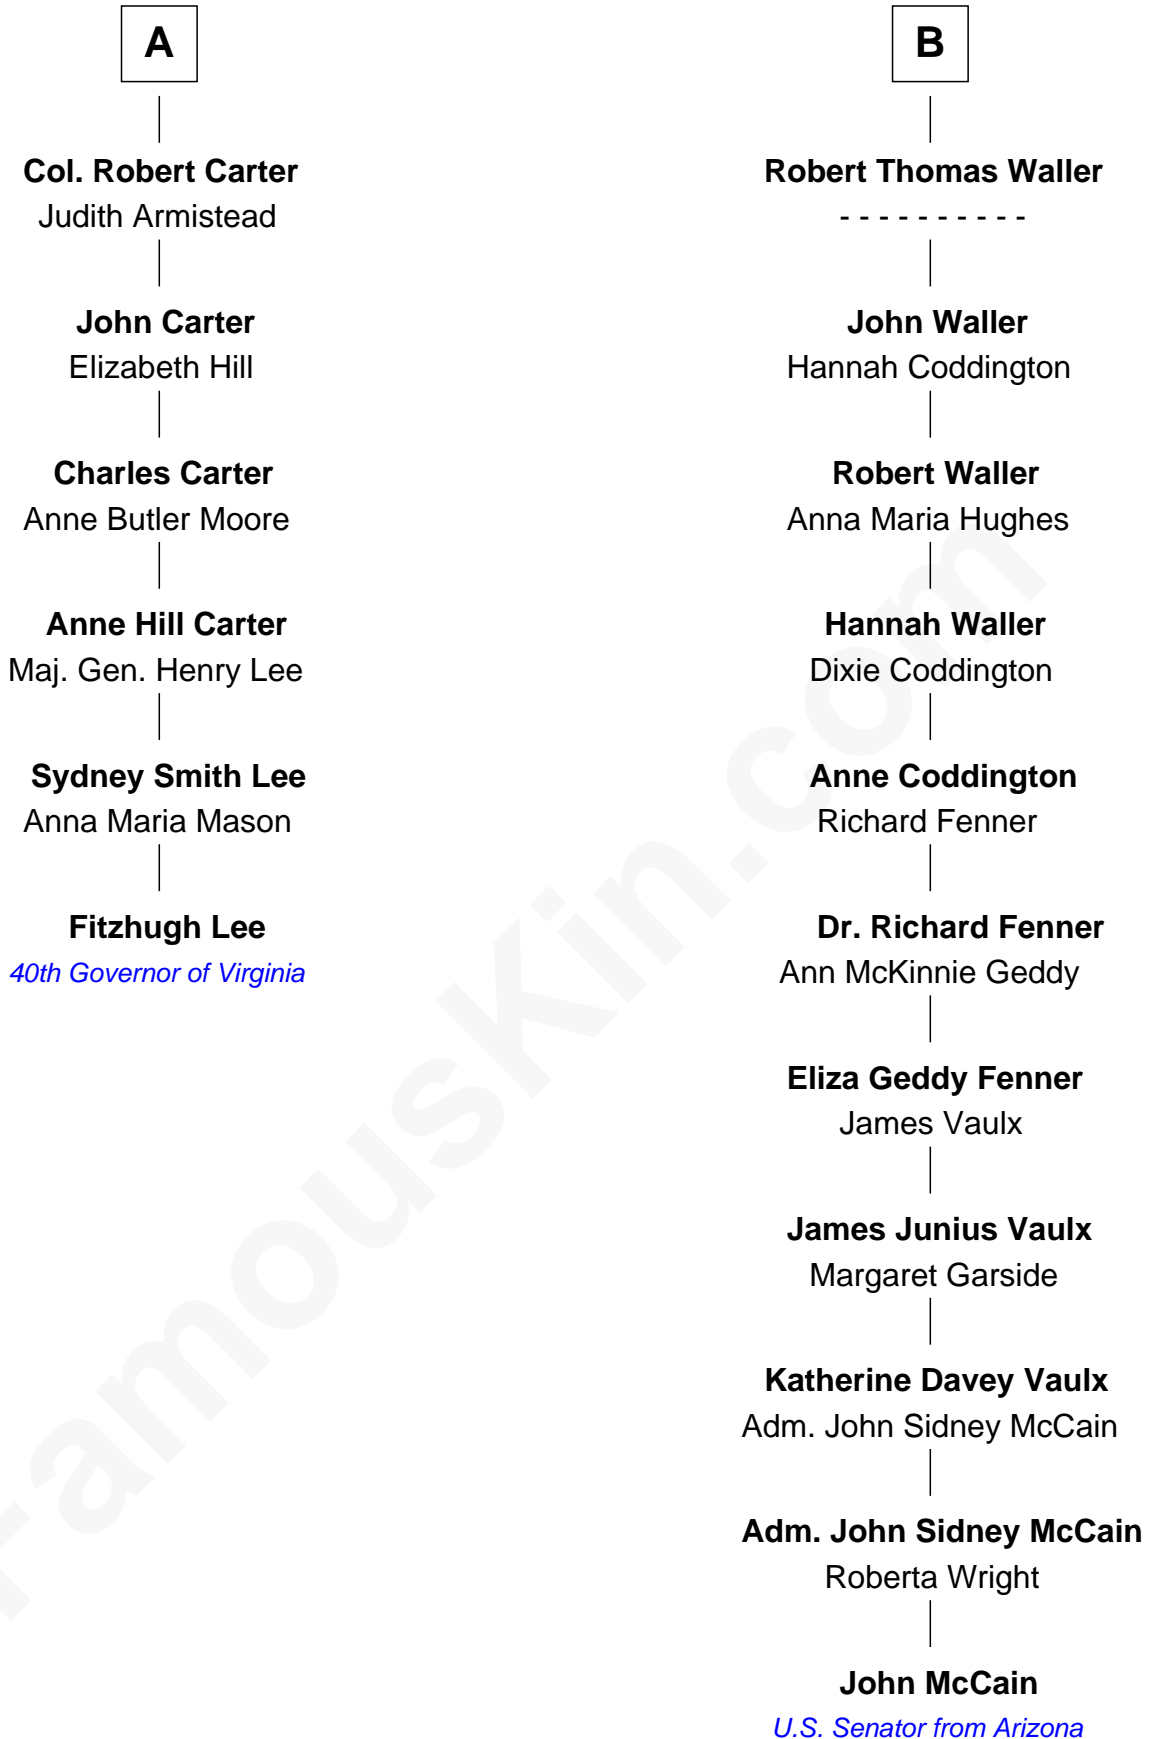 A
Col. Robert Carter
Judith Armistead
John Carter
Elizabeth Hill
Charles Carter
Anne Butler Moore
Anne Hill Carter
Maj. Gen. Henry Lee
Sydney Smith Lee
Anna Maria Mason
Fitzhugh Lee
40th Governor of Virginia
B
Robert Thomas Waller
- - - - - - - - - -
John Waller
Hannah Coddington
Robert Waller
Anna Maria Hughes
Hannah Waller
Dixie Coddington
Anne Coddington
Richard Fenner
Dr. Richard Fenner
Ann McKinnie Geddy
Eliza Geddy Fenner
James Vaulx
James Junius Vaulx
Margaret Garside
Katherine Davey Vaulx
Adm. John Sidney McCain
Adm. John Sidney McCain
Roberta Wright
John McCain
U.S. Senator from Arizona
FamousKin.com